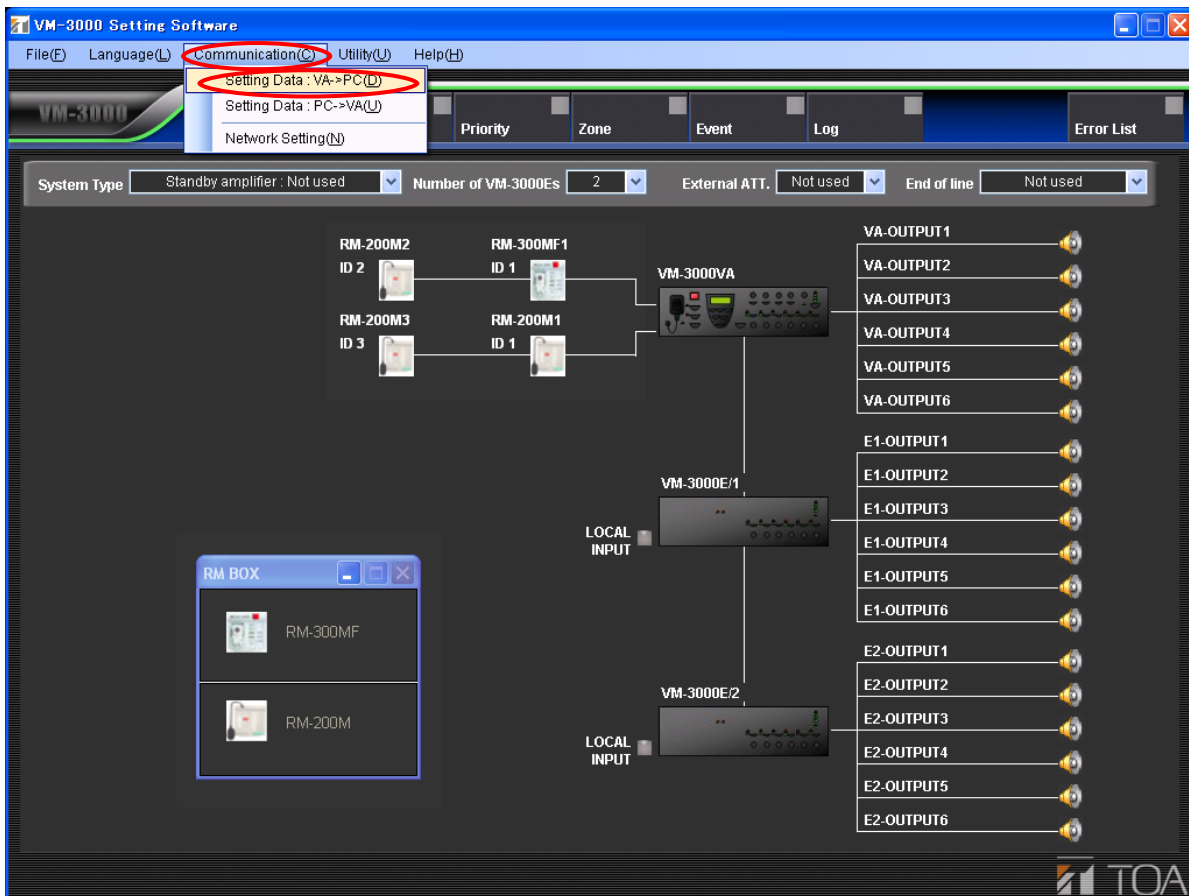 VM-3000 Setting Software
File(F) Language(L) Communication(C) Utility(U) Help(H)
Setting Data : VA->PC(D)
Setting Data : PC->VA(U)
Network Setting(N)
VM-3000
Priority Zone Event Log Error List
System Type Standby amplifier : Not used Number of VM-3000Es 2 External ATT. Not used End of line Not used
RM-200M2 RM-300MF1
ID 2 ID 1
RM-200M3 RM-200M1
ID 3 ID 1
VM-3000VA
VA-OUTPUT1
VA-OUTPUT2
VA-OUTPUT3
VA-OUTPUT4
VA-OUTPUT5
VA-OUTPUT6
VM-3000E/1
LOCAL
INPUT
E1-OUTPUT1
E1-OUTPUT2
E1-OUTPUT3
E1-OUTPUT4
E1-OUTPUT5
E1-OUTPUT6
RM BOX
RM-300MF
RM-200M
VM-3000E/2
LOCAL
INPUT
E2-OUTPUT1
E2-OUTPUT2
E2-OUTPUT3
E2-OUTPUT4
E2-OUTPUT5
E2-OUTPUT6
TOA